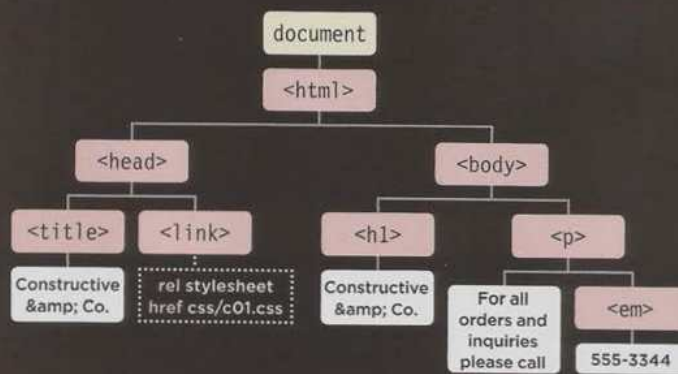 document
<html>
<head>
<body>
<title>
<link>
<h1>
<p>
Constructive
&amp; Co.
rel stylesheet
href css/c01.css
Constructive
&amp; Co.
For all
orders and
inquiries
please call
<em>
555-3344